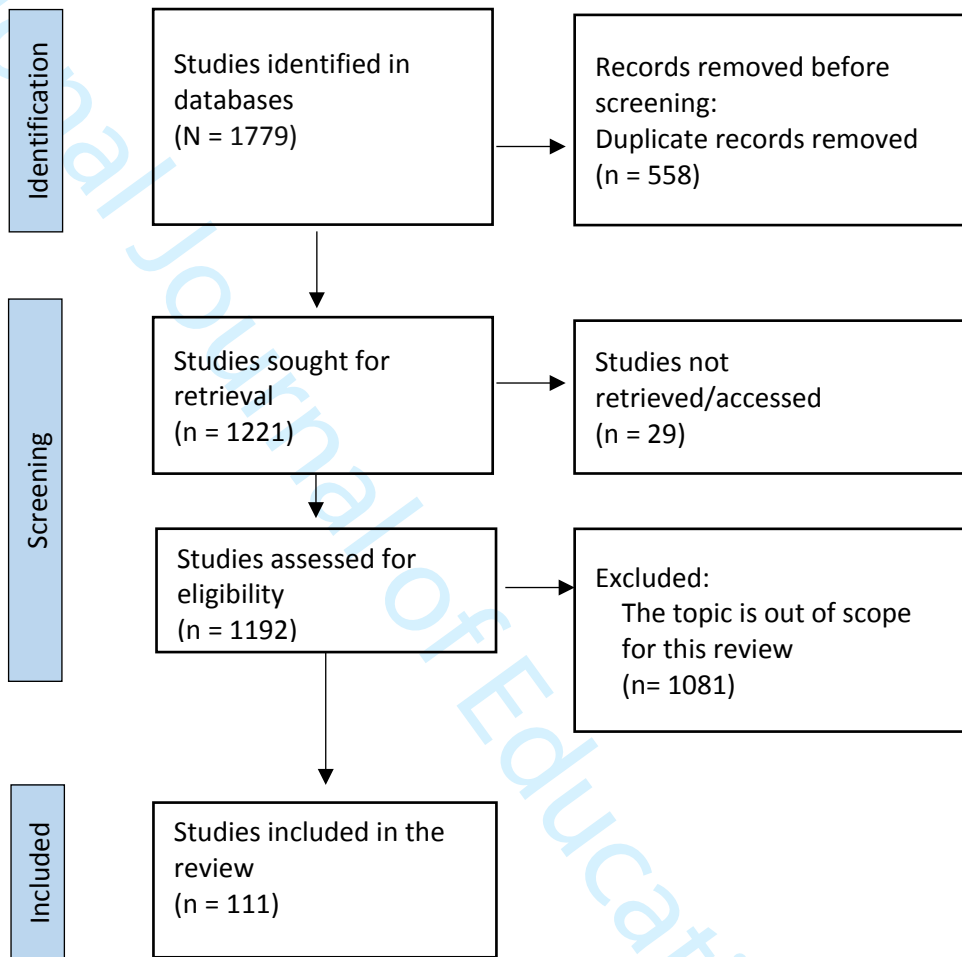 Identification
Studies identified in
databases
(N = 1779)
Records removed before
screening:
Duplicate records removed
(n = 558)
Screening
Studies sought for
retrieval
(n = 1221)
Studies not
retrieved/accessed
(n = 29)
Studies assessed for
eligibility
(n = 1192)
Excluded:
The topic is out of scope
for this review
(n= 1081)
Included
Studies included in the
review
(n = 111)
Journal of